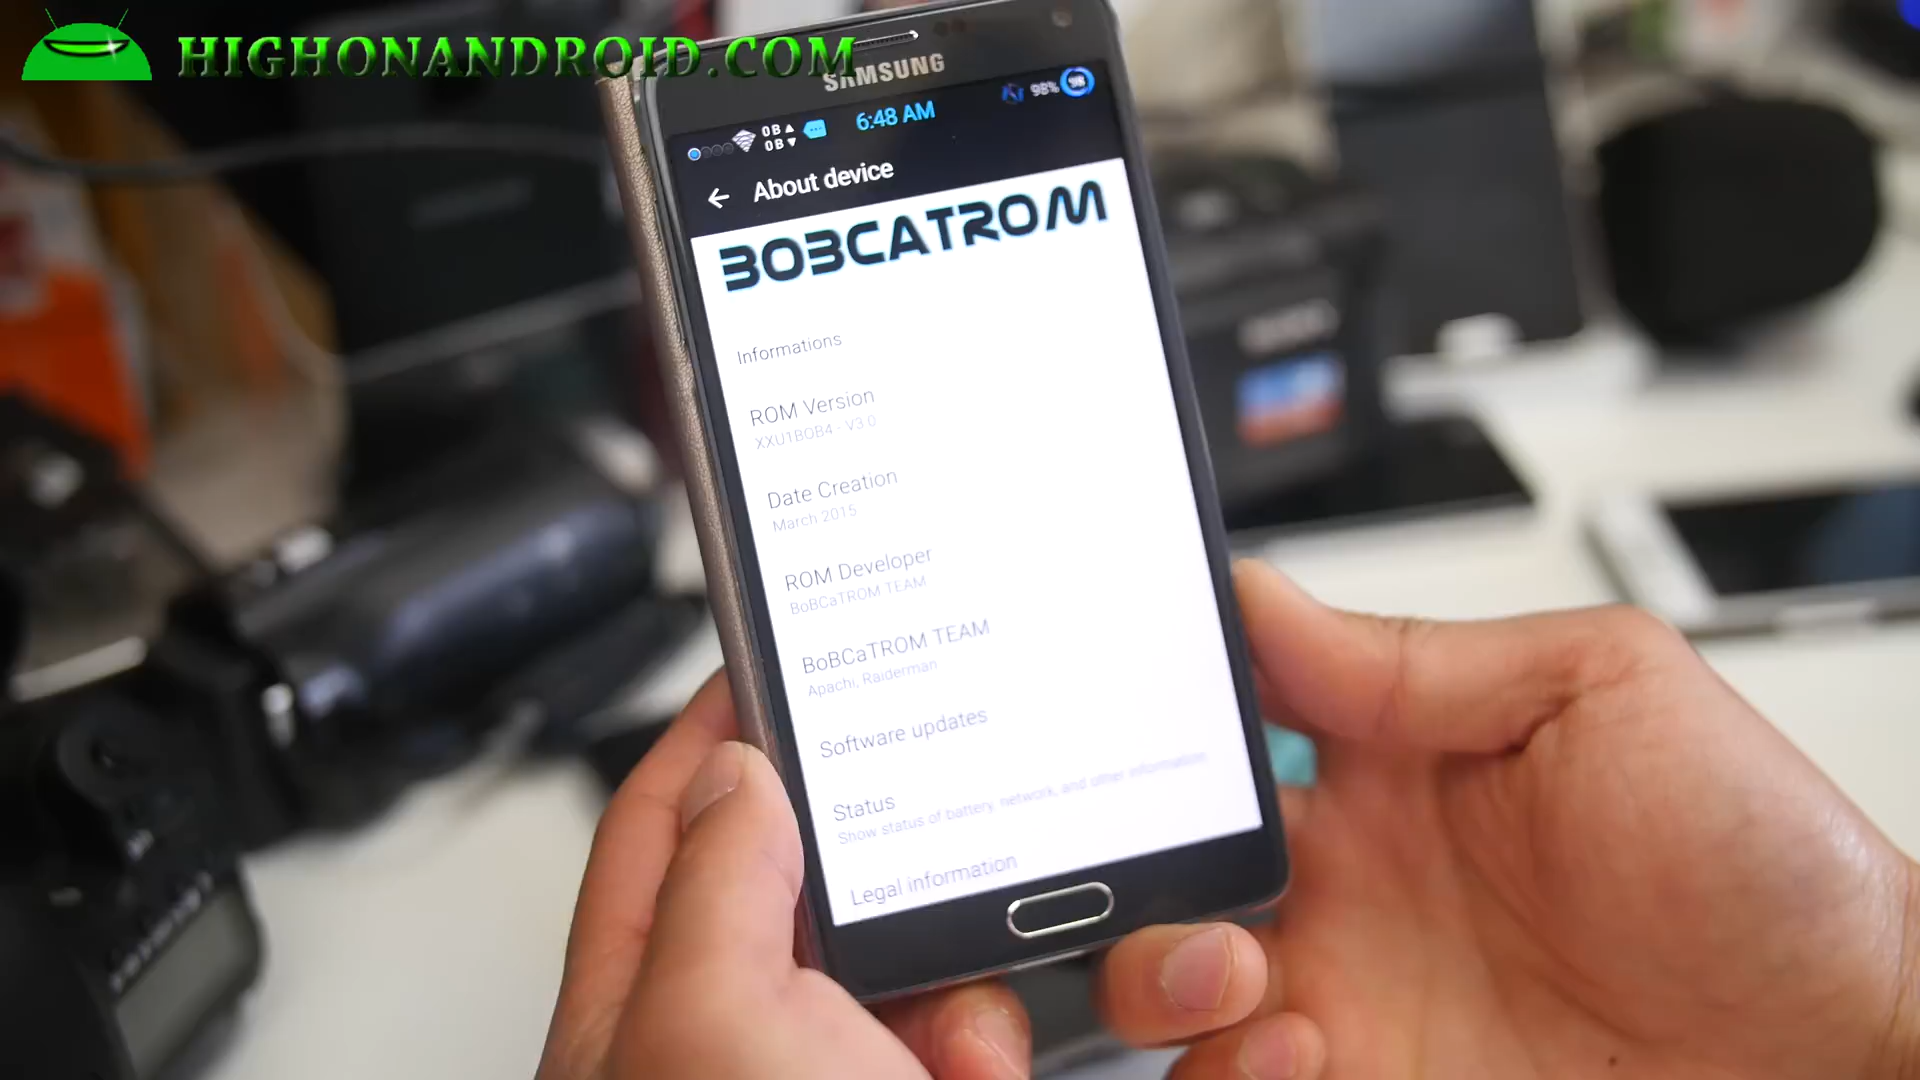 HIGHONANDROID.COM
SAMSUNG
0B
0B
6:48 AM
98%
98
About device
BOBCATROM
Informations
ROM Version
XXU1BOB4 - V3.0
Date Creation
March 2015
ROM Developer
BoBCaTROM TEAM
BoBCaTROM TEAM
Apachi, Raiderman
Software updates
Status
Show status of battery, network, and other information
Legal information